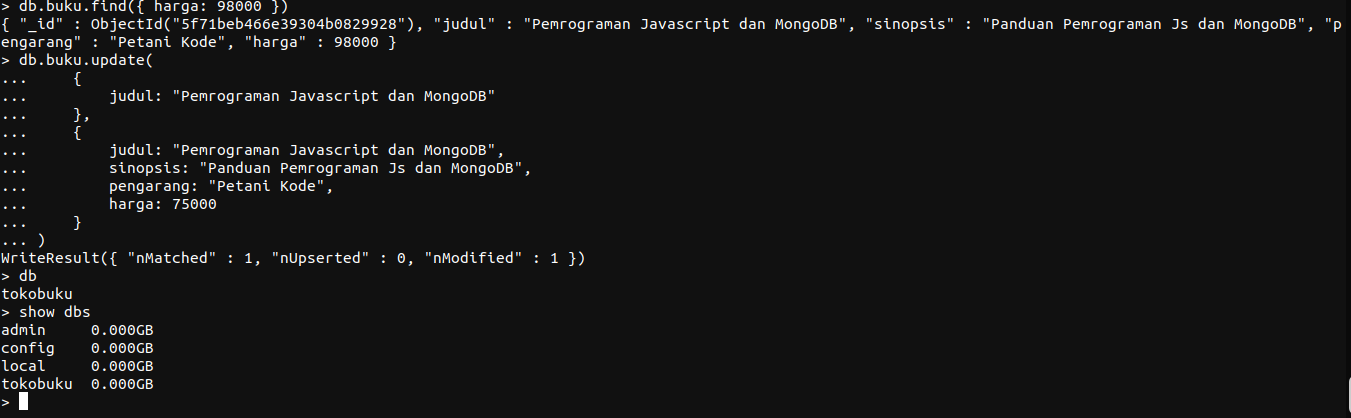 > db.buku.find({ harga: 98000 })
{ "_id" : ObjectId("5f71beb466e39304b0829928"), "judul" : "Pemrograman Javascript dan MongoDB", "sinopsis" : "Panduan Pemrograman Js dan MongoDB", "p
engarang" : "Petani Kode", "harga" : 98000 }
> db.buku.update(
...     {
...         judul: "Pemrograman Javascript dan MongoDB"
...     },
...     {
...         judul: "Pemrograman Javascript dan MongoDB",
...         sinopsis: "Panduan Pemrograman Js dan MongoDB",
...         pengarang: "Petani Kode",
...         harga: 75000
...     }
... )
WriteResult({ "nMatched" : 1, "nUpserted" : 0, "nModified" : 1 })
> db
tokobuku
> show dbs
admin     0.000GB
config    0.000GB
local     0.000GB
tokobuku  0.000GB
>